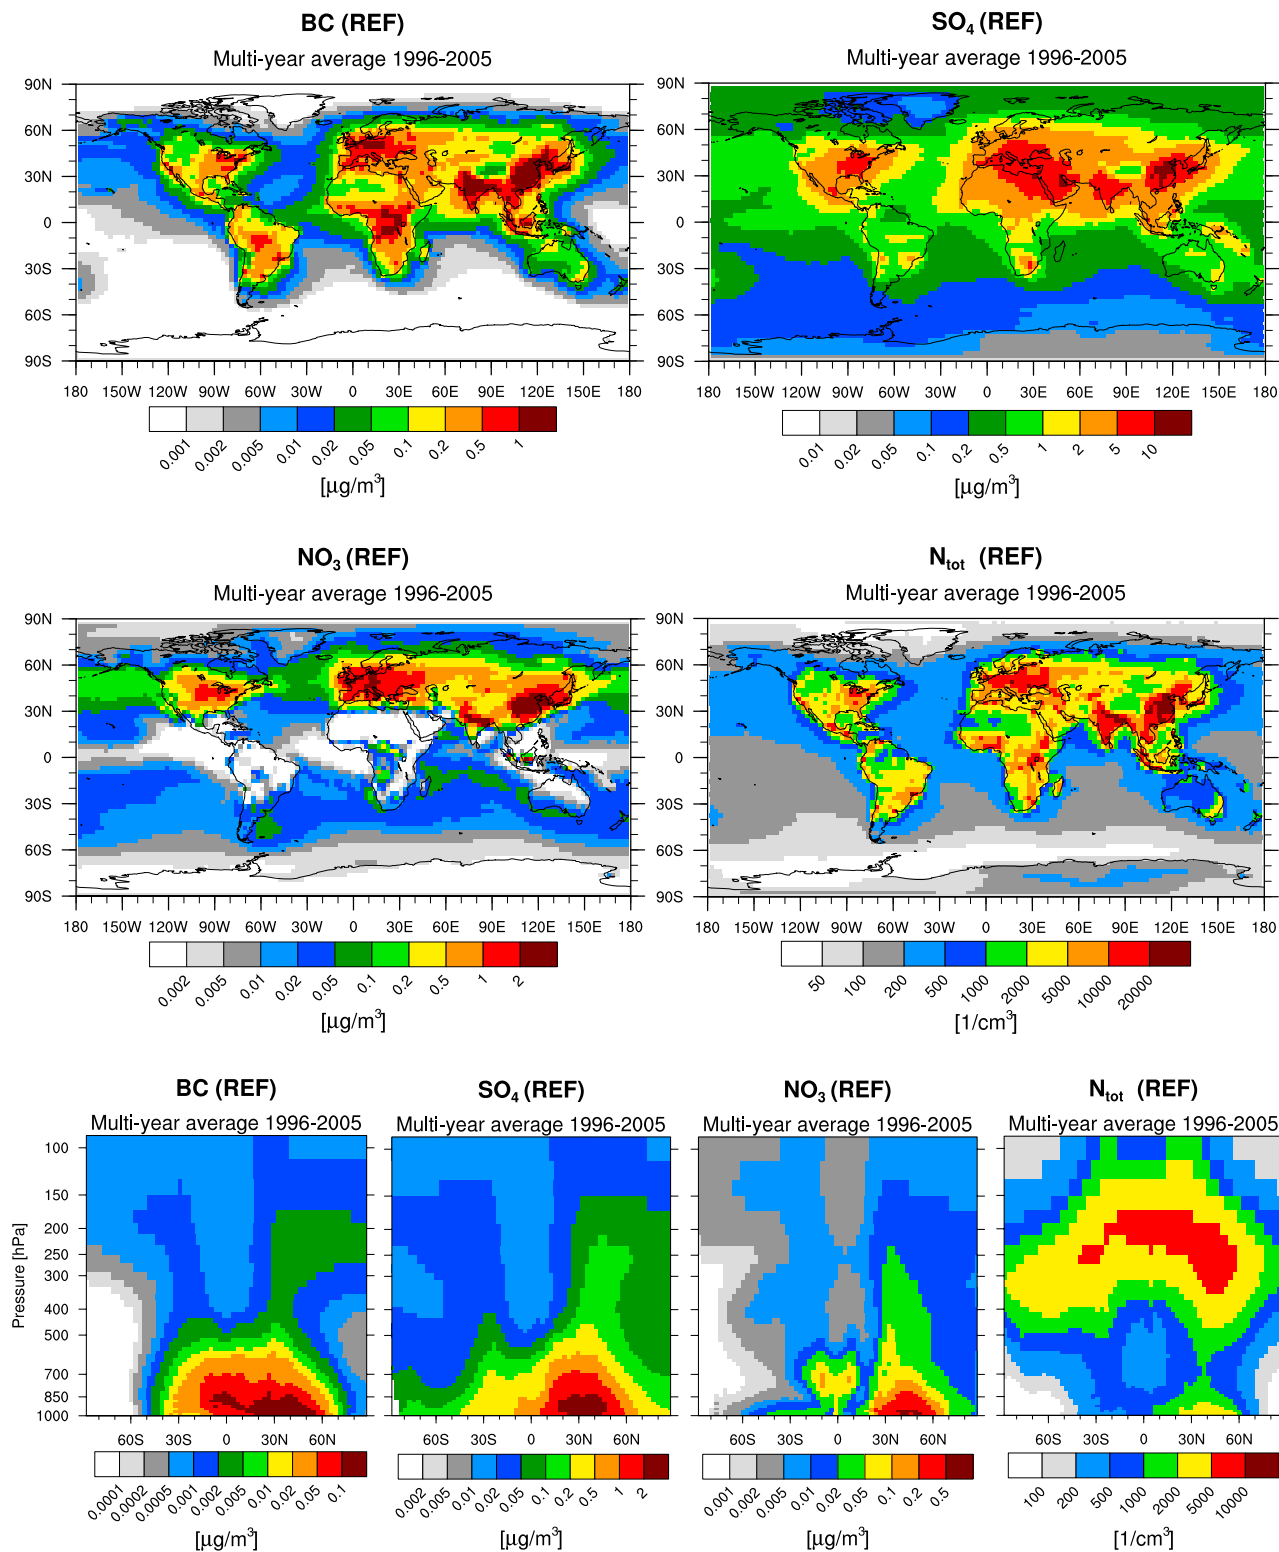 BC (REF)
Multi-year average 1996-2005
90N
60N
30N
0
30S
60S
90S
180 150W 120W 90W 60W 30W 0 30E 60E 90E 120E 150E 180
0.001 0.002 0.005 0.01 0.02 0.05 0.1 0.2 0.5 1
[μg/m³]
SO₄ (REF)
Multi-year average 1996-2005
90N
60N
30N
0
30S
60S
90S
180 150W 120W 90W 60W 30W 0 30E 60E 90E 120E 150E 180
0.01 0.02 0.05 0.1 0.2 0.5 1 2 5 10
[μg/m³]
NO₃ (REF)
Multi-year average 1996-2005
90N
60N
30N
0
30S
60S
90S
180 150W 120W 90W 60W 30W 0 30E 60E 90E 120E 150E 180
0.002 0.005 0.01 0.02 0.05 0.1 0.2 0.5 1 2
[μg/m³]
Nₜₒₜ (REF)
Multi-year average 1996-2005
90N
60N
30N
0
30S
60S
90S
180 150W 120W 90W 60W 30W 0 30E 60E 90E 120E 150E 180
50 100 200 500 1000 2000 5000 10000 20000
[1/cm³]
BC (REF)
Multi-year average 1996-2005
Pressure [hPa]
100
150
200
250
300
400
500
700
850
1000
60S 30S 0 30N 60N
0.0001 0.0002 0.0005 0.001 0.002 0.005 0.01 0.02 0.05 0.1
[μg/m³]
SO₄ (REF)
Multi-year average 1996-2005
60S 30S 0 30N 60N
0.002 0.005 0.01 0.02 0.05 0.1 0.2 0.5 1 2
[μg/m³]
NO₃ (REF)
Multi-year average 1996-2005
60S 30S 0 30N 60N
0.001 0.002 0.005 0.01 0.02 0.05 0.1 0.2 0.5
[μg/m³]
Nₜₒₜ (REF)
Multi-year average 1996-2005
60S 30S 0 30N 60N
100 200 500 1000 2000 5000 10000
[1/cm³]